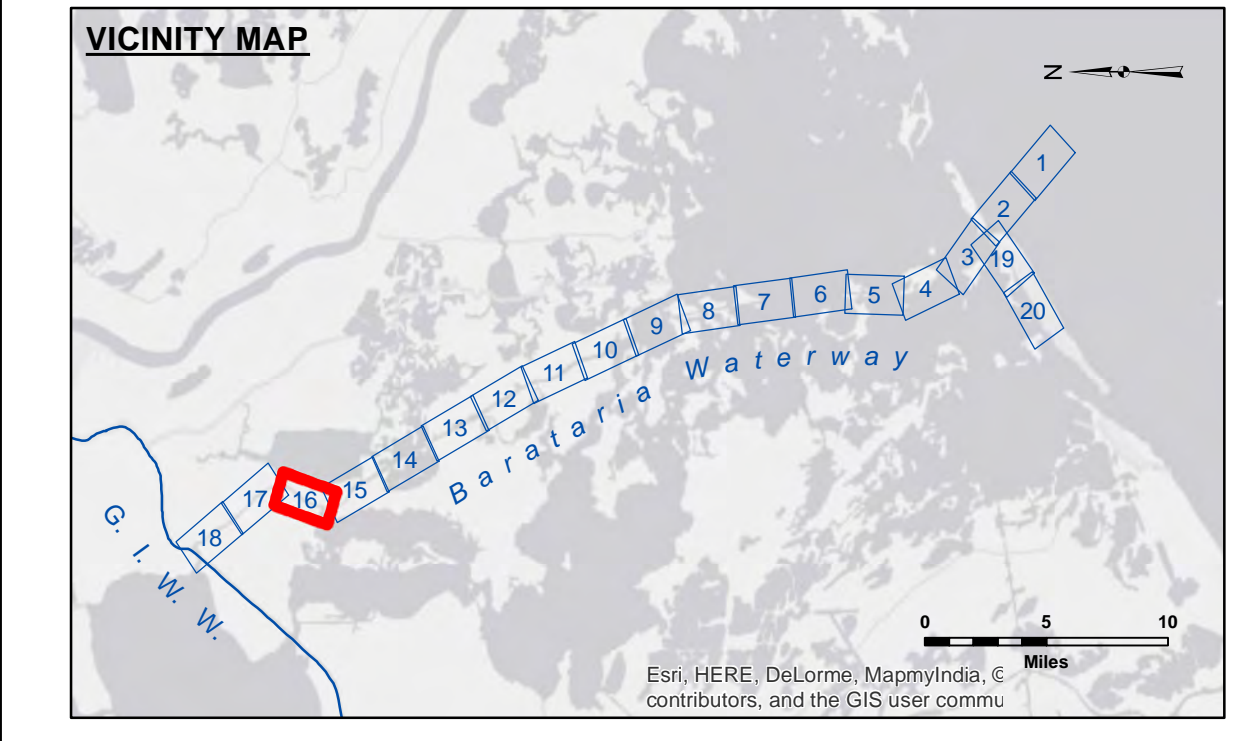 VICINITY MAP
N
1
2
3
19
4
5
6
7
8
20
9
10
11
12
13
14
15
16
17
18
Barataria Waterway
G. I. W. W.
0 5 10
Miles
Esri, HERE, DeLorme, MapmyIndia, ©
contributors, and the GIS user commu